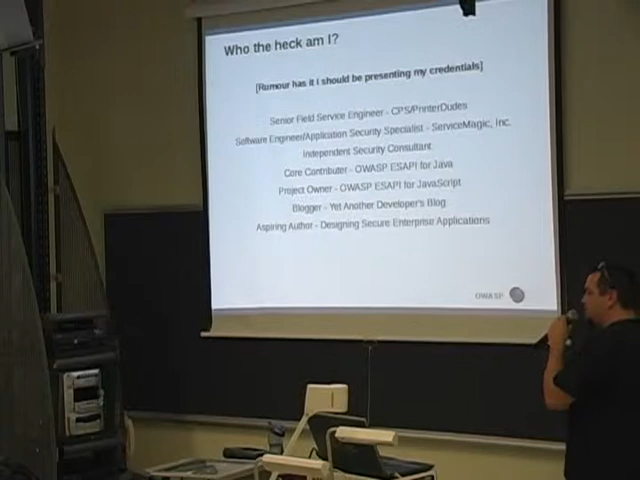 Who the heck am I?
[Rumour has it I should be presenting my credentials]
Senior Field Service Engineer - CPS/PrinterDudes
Software Engineer/Application Security Specialist - ServiceMagic, Inc.
Independent Security Consultant
Core Contributer - OWASP ESAPI for Java
Project Owner - OWASP ESAPI for JavaScript
Blogger - Yet Another Developer's Blog
Aspiring Author - Designing Secure Enterprise Applications
OWASP